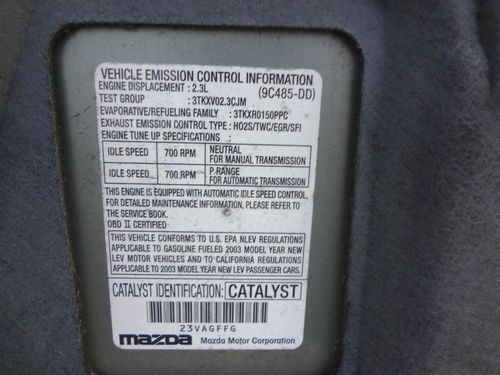 VEHICLE EMISSION CONTROL INFORMATION
ENGINE DISPLACEMENT : 2.3L (9C485-DD)
TEST GROUP : 3TKXV02.3CJM
EVAPORATIVE/REFUELING FAMILY : 3TKXR0150PPC
EXHAUST EMISSION CONTROL TYPE : HO2S/TWC/EGR/SFI
ENGINE TUNE UP SPECIFICATIONS :
IDLE SPEED 700 RPM NEUTRAL FOR MANUAL TRANSMISSION
IDLE SPEED 700 RPM P-RANGE FOR AUTOMATIC TRANSMISSION
THIS ENGINE IS EQUIPPED WITH AUTOMATIC IDLE SPEED CONTROL.
FOR DETAILED MAINTENANCE INFORMATION, PLEASE REFER TO
THE SERVICE BOOK.
OBD II CERTIFIED
THIS VEHICLE CONFORMS TO U.S. EPA NLEV REGULATIONS
APPLICABLE TO GASOLINE FUELED 2003 MODEL YEAR NEW
LEV MOTOR VEHICLES AND TO CALIFORNIA REGULATIONS
APPLICABLE TO 2003 MODEL YEAR NEW LEV PASSENGER CARS.
CATALYST IDENTIFICATION: CATALYST
23VAGFFG
mazda Mazda Motor Corporation